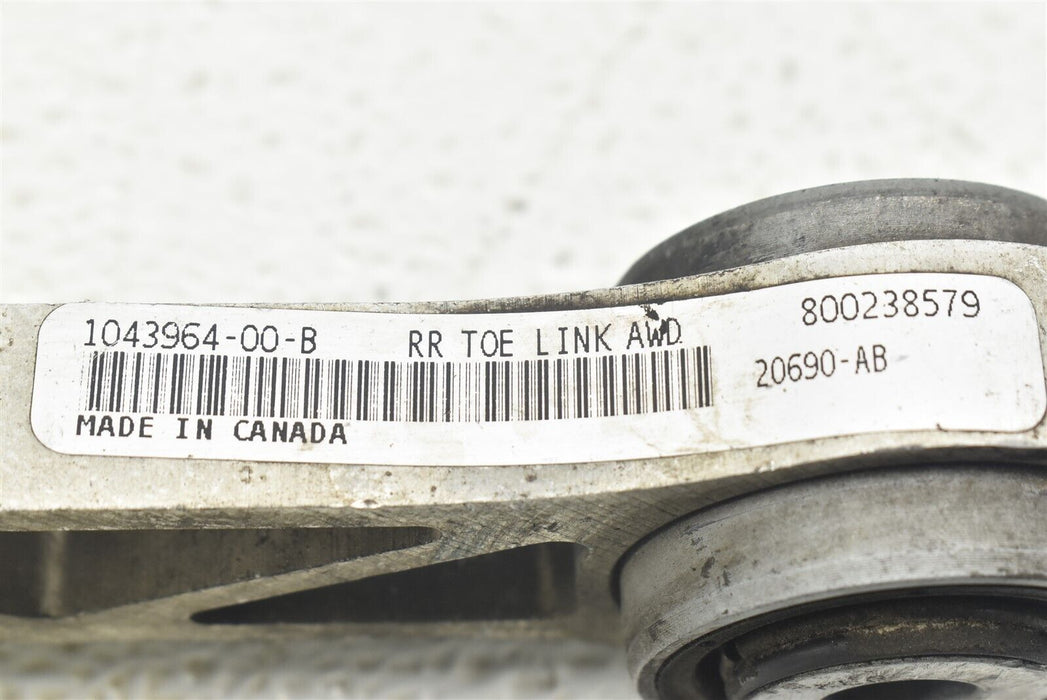 1043964-00-B RR TOE LINK AWD 800238579
20690-AB
MADE IN CANADA